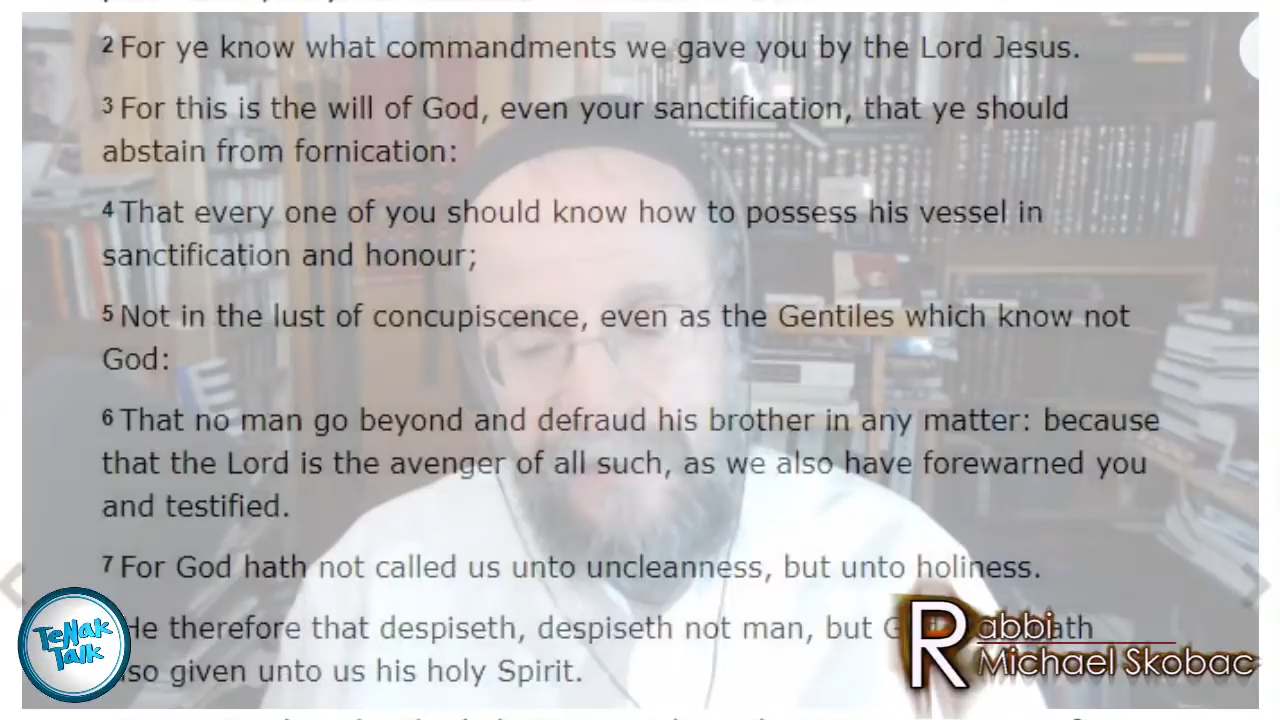 2 For ye know what commandments we gave you by the Lord Jesus.
3 For this is the will of God, even your sanctification, that ye should
abstain from fornication:
4 That every one of you should know how to possess his vessel in
sanctification and honour;
5 Not in the lust of concupiscence, even as the Gentiles which know not
God:
6 That no man go beyond and defraud his brother in any matter: because
that the Lord is the avenger of all such, as we also have forewarned you
and testified.
7 For God hath not called us unto uncleanness, but unto holiness.
He therefore that despiseth, despiseth not man, but
given unto us his holy Spirit.
TeNak
Talk
Rabbi
Michael Skobac